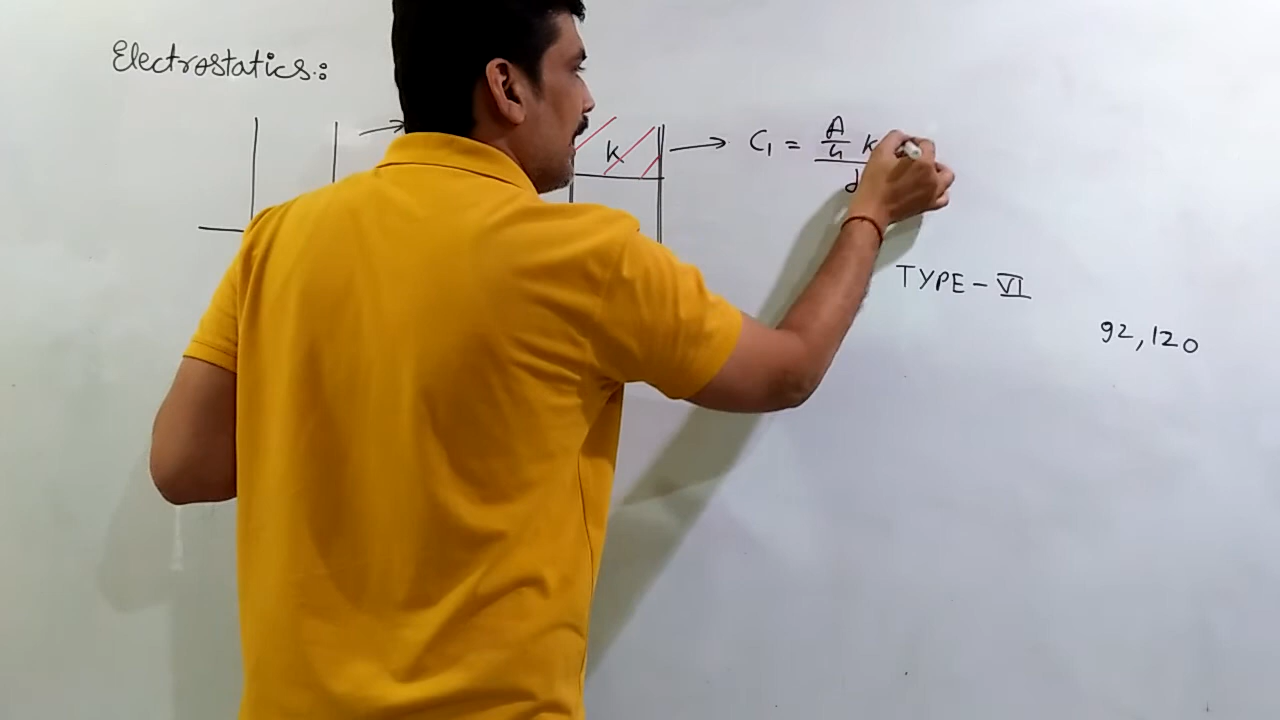 Electrostatics:
K → C₁ = A/4 K
d
TYPE - VI
92, 120